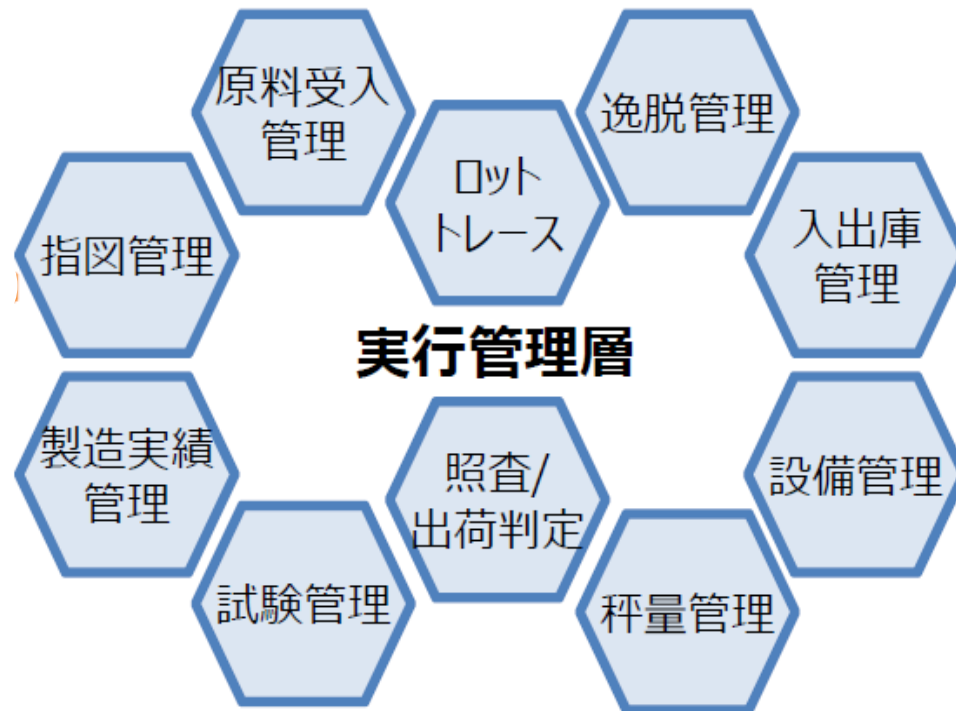 原料受入
管理
ロット
トレース
逸脱管理
指図管理
入出庫
管理
実行管理層
製造実績
管理
照査/
出荷判定
設備管理
試験管理
秤量管理